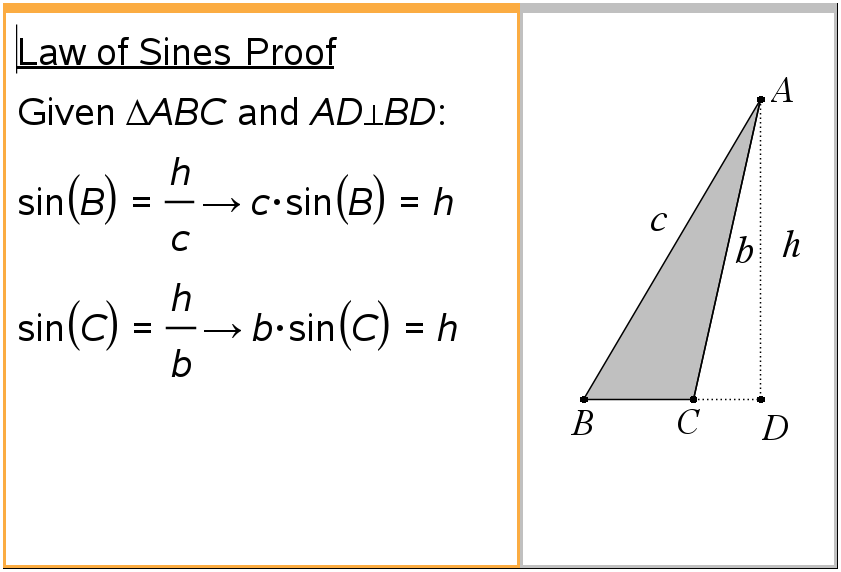 Law of Sines Proof
Given ΔABC and AD⊥BD:
sin(B) = h/c → c·sin(B) = h
sin(C) = h/b → b·sin(C) = h
A
c
b
h
B
C
D